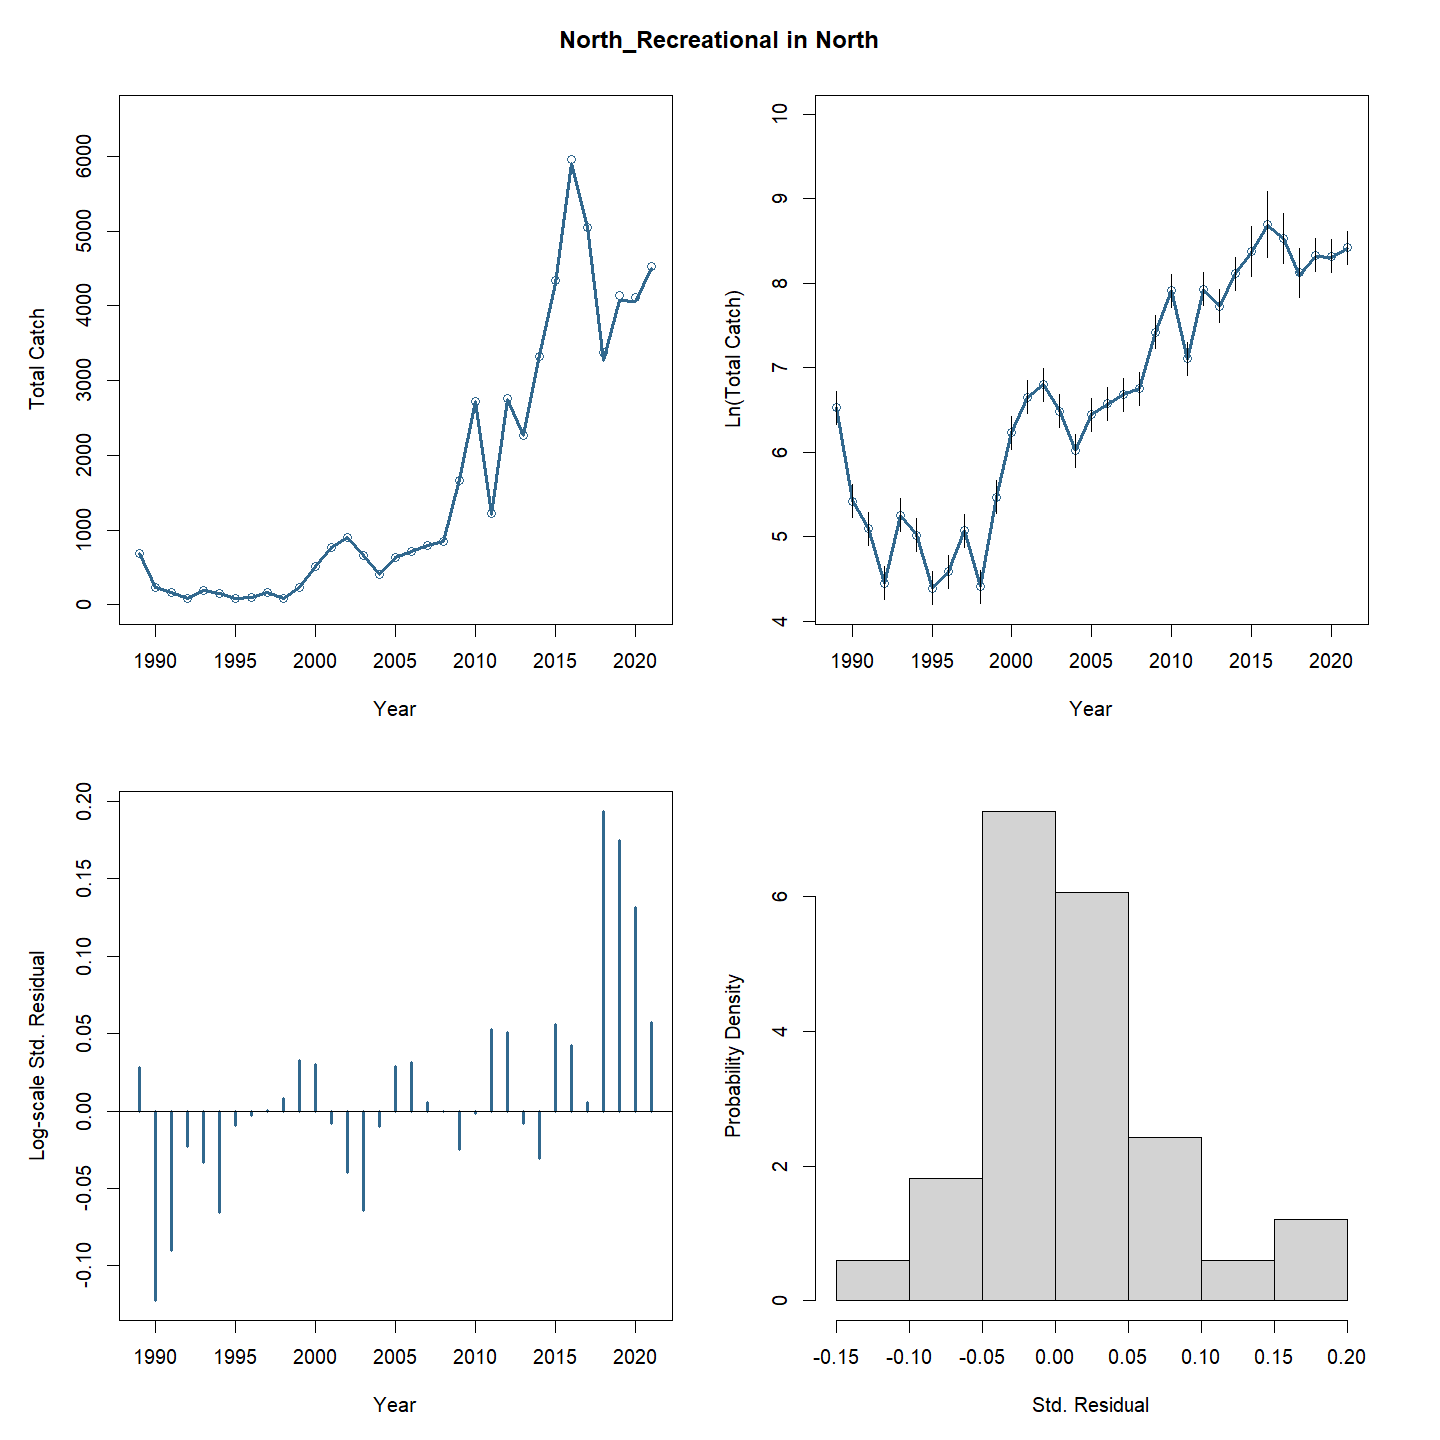 North_Recreational in North
Total Catch
0 1000 2000 3000 4000 5000 6000
1990 1995 2000 2005 2010 2015 2020
Year
Ln(Total Catch)
4 5 6 7 8 9 10
1990 1995 2000 2005 2010 2015 2020
Year
Log-scale Std. Residual
-0.10 -0.05 0.00 0.05 0.10 0.15 0.20
1990 1995 2000 2005 2010 2015 2020
Year
Probability Density
0 2 4 6
-0.15 -0.10 -0.05 0.00 0.05 0.10 0.15 0.20
Std. Residual